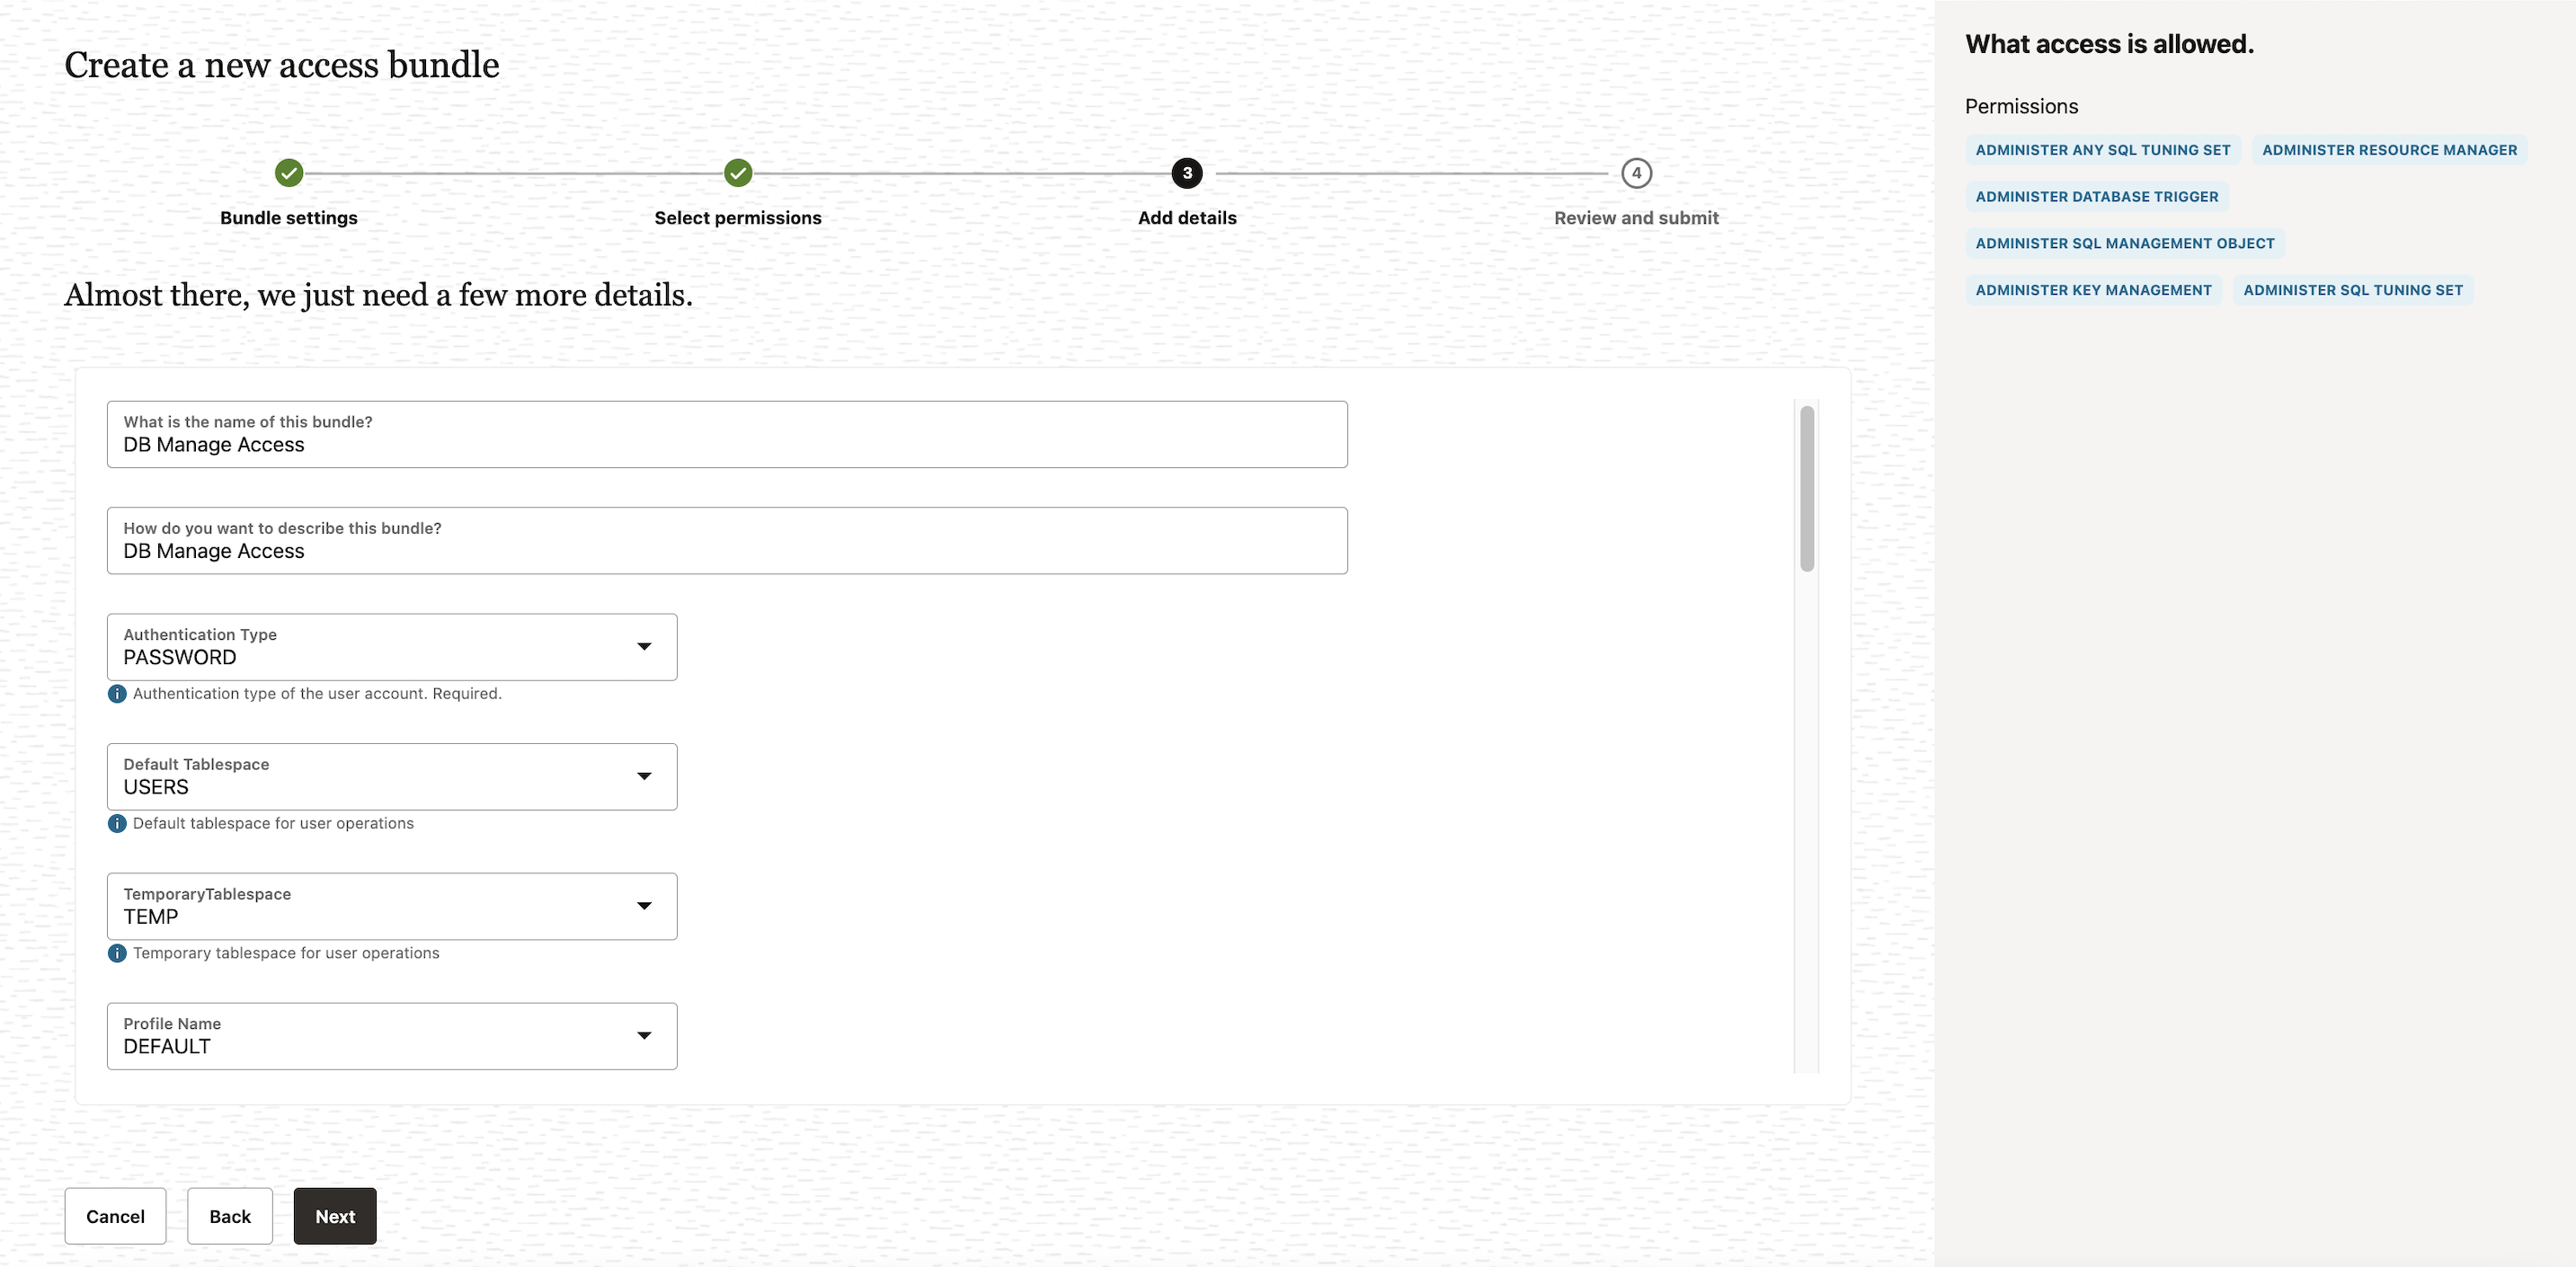 Create a new access bundle
3
4
Bundle settings
Select permissions
Add details
Review and submit
Almost there, we just need a few more details.
What is the name of this bundle?
DB Manage Access
How do you want to describe this bundle?
DB Manage Access
Authentication Type
PASSWORD
Authentication type of the user account. Required.
Default Tablespace
USERS
Default tablespace for user operations
TemporaryTablespace
TEMP
Temporary tablespace for user operations
Profile Name
DEFAULT
Cancel
Back
Next
What access is allowed.
Permissions
ADMINISTER ANY SQL TUNING SET
ADMINISTER RESOURCE MANAGER
ADMINISTER DATABASE TRIGGER
ADMINISTER SQL MANAGEMENT OBJECT
ADMINISTER KEY MANAGEMENT
ADMINISTER SQL TUNING SET